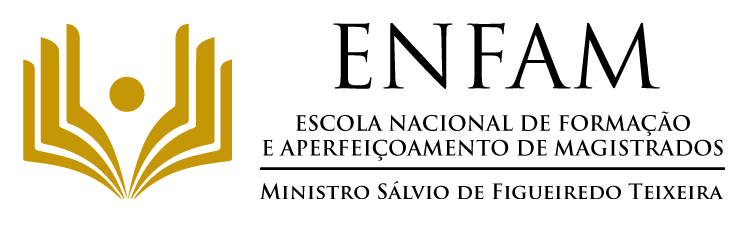 ENFAM
ESCOLA NACIONAL DE FORMAÇÃO
E APERFEIÇOAMENTO DE MAGISTRADOS
MINISTRO SÁLVIO DE FIGUEIREDO TEIXEIRA